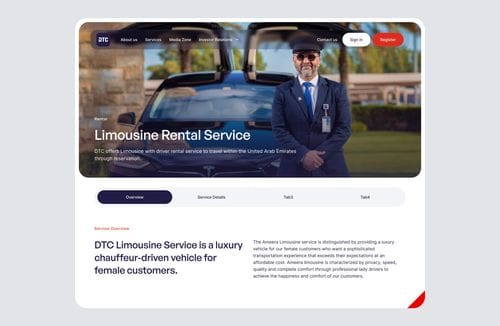 DTC
About us
Services
Media Zone
Investor Relations
Contact us
Sign in
Register
Rental
Limousine Rental Service
DTC offers Limousine with driver rental service to travel within the United Arab Emirates
through reservation.
Overview
Service Details
Tab3
Tab4
Service Overview
DTC Limousine Service is a luxury
chauffeur-driven vehicle for
female customers.
The Ameera Limousine service is distinguished by providing a luxury
vehicle for our female customers who want a sophisticated
transportation experience that exceeds their expectations at an
affordable cost. Ameera limousine is characterized by privacy, speed,
quality and complete comfort through professional lady drivers to
achieve the happiness and comfort of our customers.